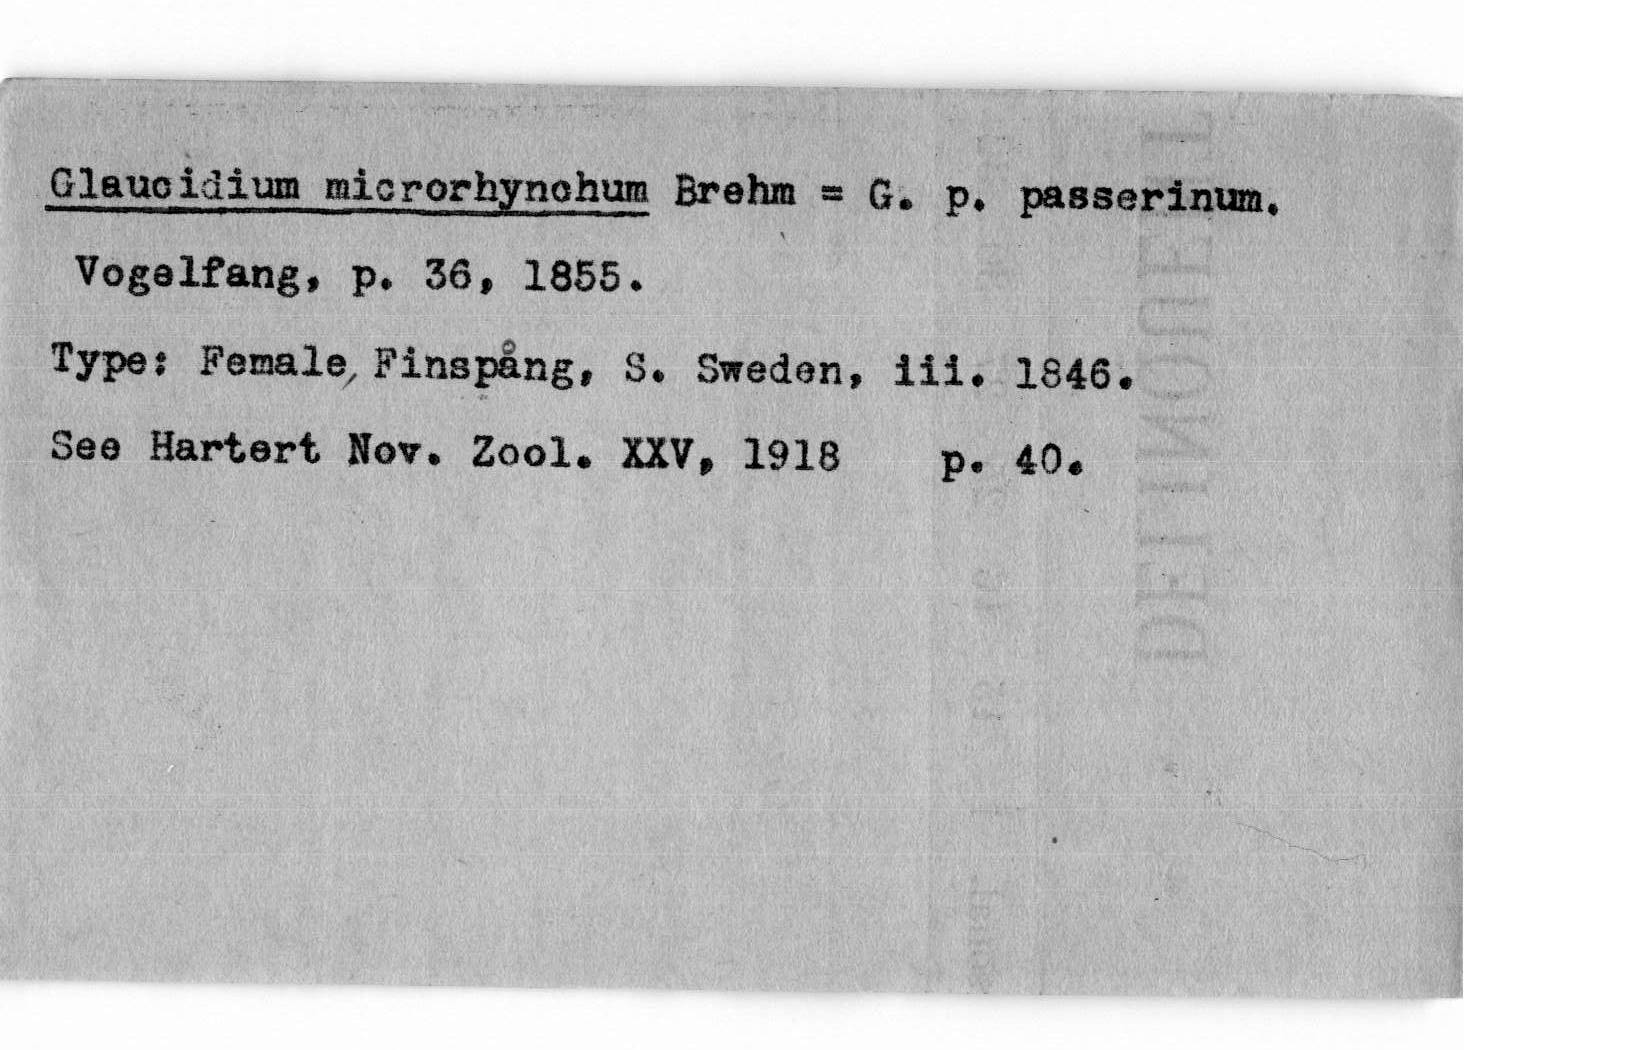 Glaucidium microrhynchum Brehm = G. p. passerinum.
Vogelfang, p. 36, 1855.
Type: Female, Finspång, S. Sweden, iii. 1846.
See Hartert Nov. Zool. XXV, 1918 p. 40.